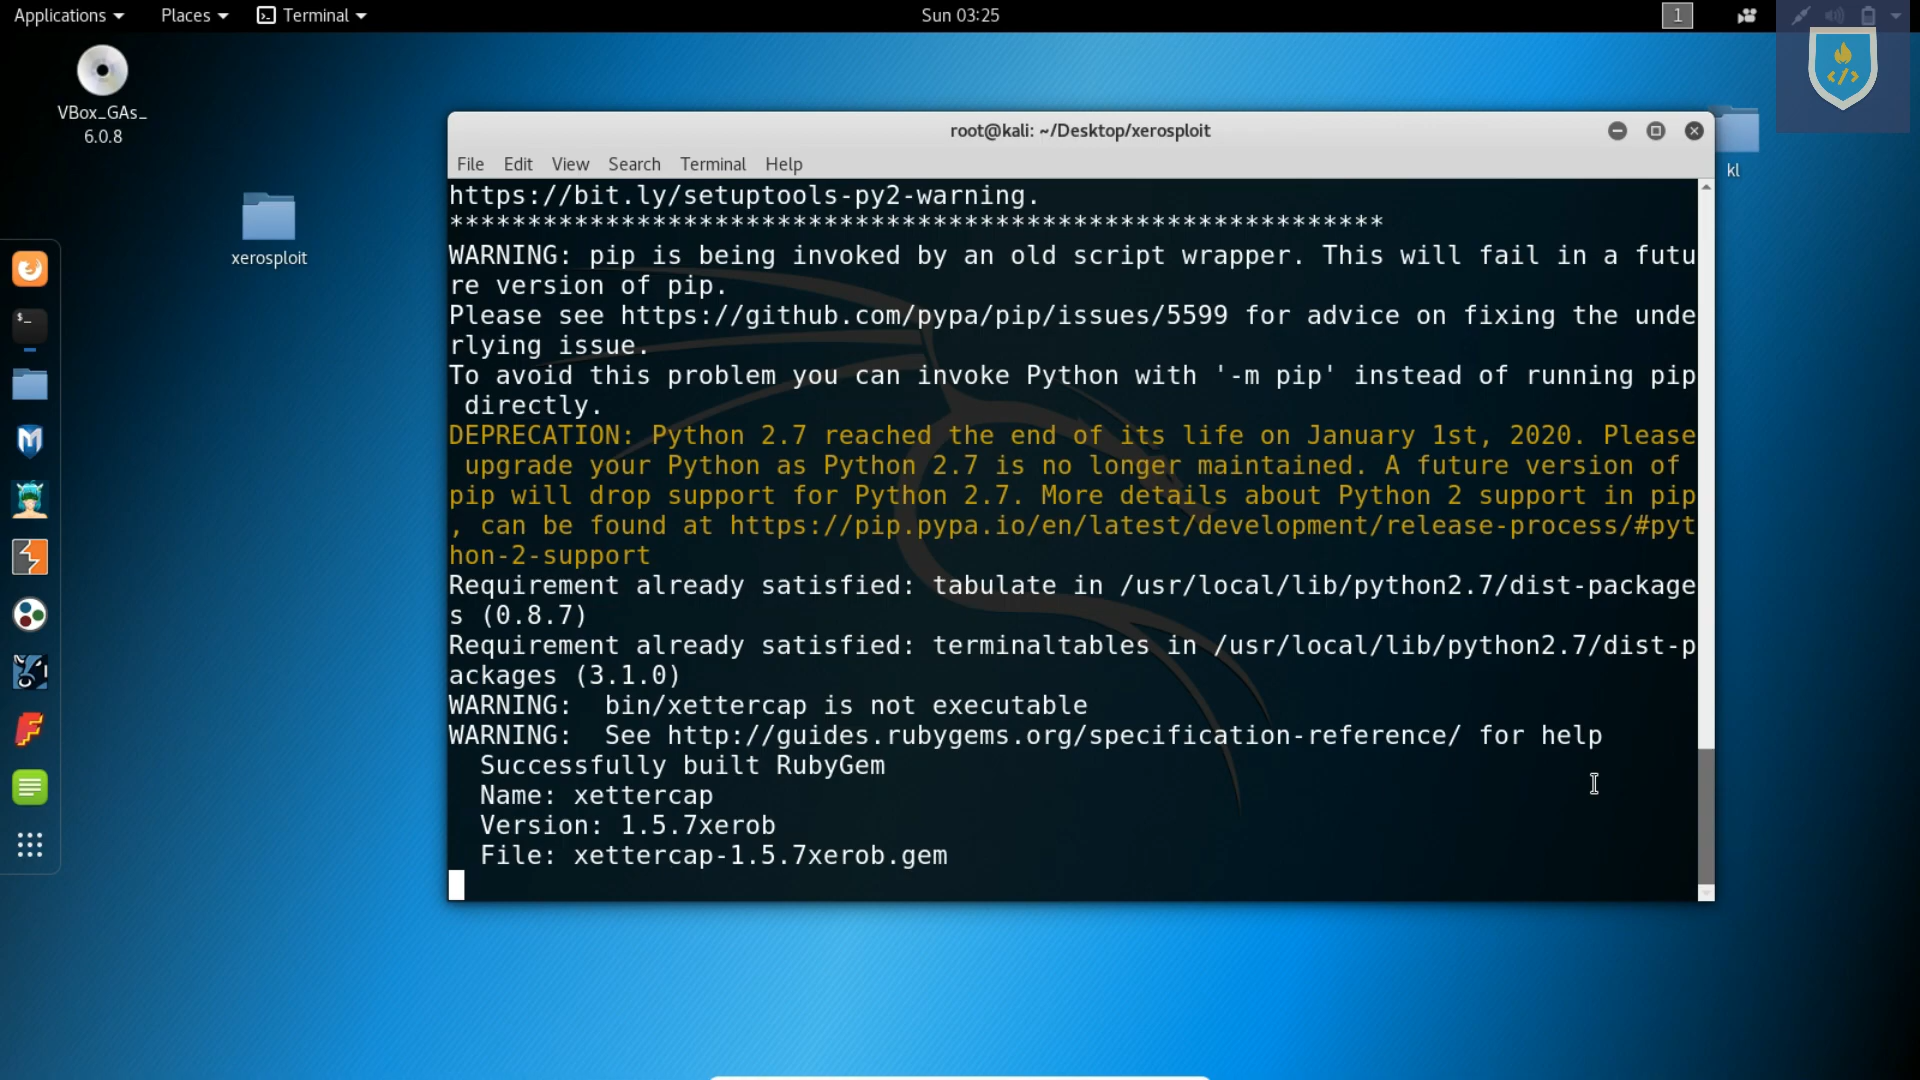 Applications Places Terminal Sun 03:25 1
VBox_GAs_
6.0.8
xerosploit
kl
root@kali: ~/Desktop/xerosploit
File Edit View Search Terminal Help
https://bit.ly/setuptools-py2-warning.
************************************************************
WARNING: pip is being invoked by an old script wrapper. This will fail in a futu
re version of pip.
Please see https://github.com/pypa/pip/issues/5599 for advice on fixing the unde
rlying issue.
To avoid this problem you can invoke Python with '-m pip' instead of running pip
 directly.
DEPRECATION: Python 2.7 reached the end of its life on January 1st, 2020. Please
 upgrade your Python as Python 2.7 is no longer maintained. A future version of
pip will drop support for Python 2.7. More details about Python 2 support in pip
, can be found at https://pip.pypa.io/en/latest/development/release-process/#pyt
hon-2-support
Requirement already satisfied: tabulate in /usr/local/lib/python2.7/dist-package
s (0.8.7)
Requirement already satisfied: terminaltables in /usr/local/lib/python2.7/dist-p
ackages (3.1.0)
WARNING:  bin/xettercap is not executable
WARNING:  See http://guides.rubygems.org/specification-reference/ for help
  Successfully built RubyGem
  Name: xettercap
  Version: 1.5.7xerob
  File: xettercap-1.5.7xerob.gem